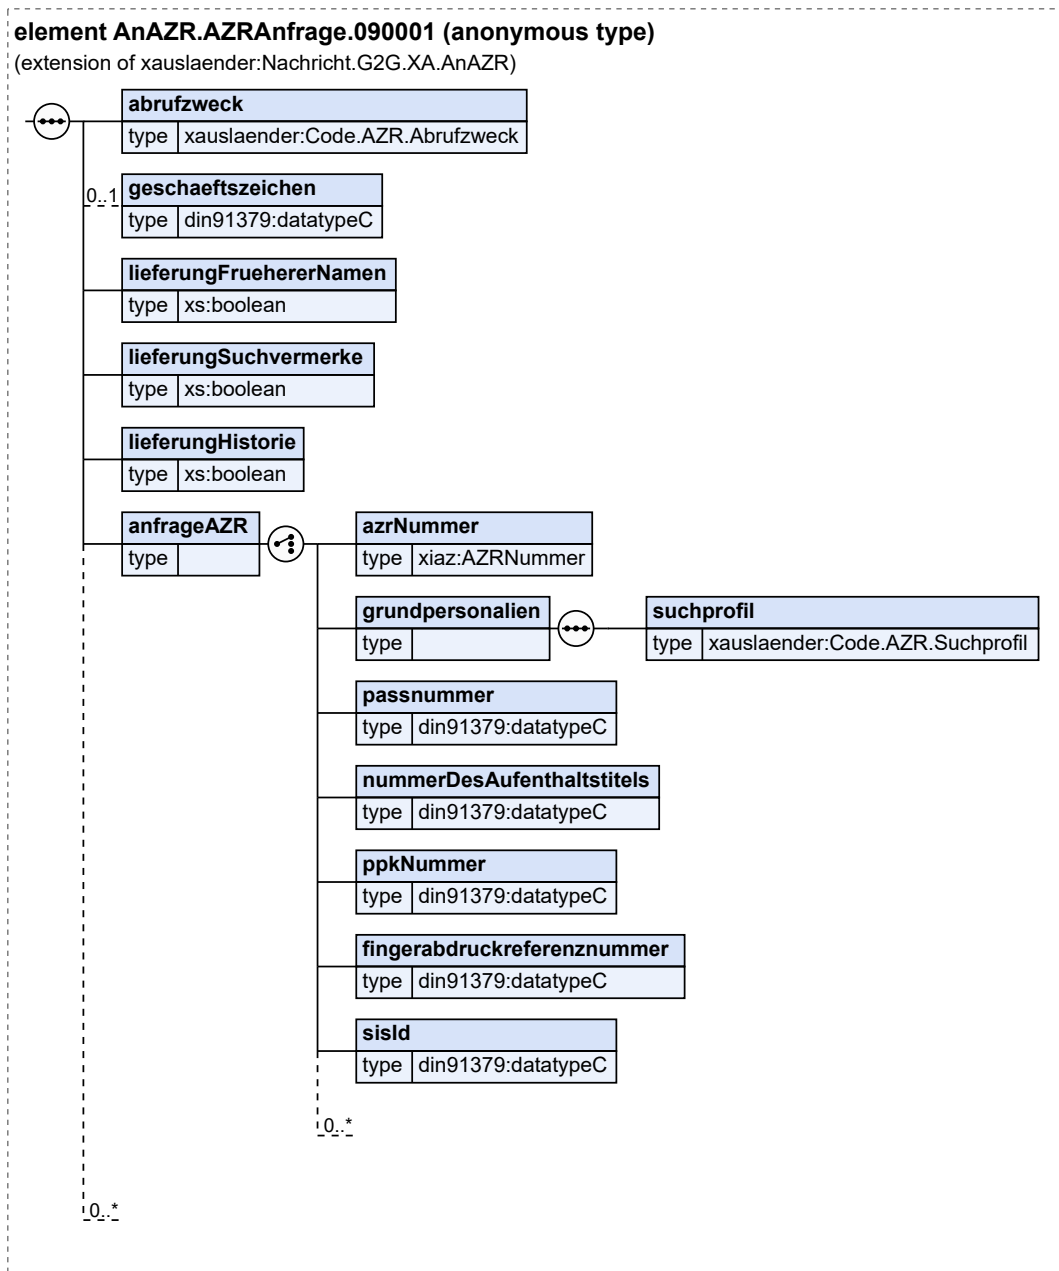 element AnAZR.AZRAnfrage.090001 (anonymous type)
(extension of xauslaender:Nachricht.G2G.XA.AnAZR)
abrufzweck
type xauslaender:Code.AZR.Abrufzweck
0..1
geschaeftszeichen
type din91379:datatypeC
lieferungFruehererNamen
type xs:boolean
lieferungSuchvermerke
type xs:boolean
lieferungHistorie
type xs:boolean
anfrageAZR
type
azrNummer
type xiaz:AZRNummer
grundpersonalien
type
suchprofil
type xauslaender:Code.AZR.Suchprofil
passnummer
type din91379:datatypeC
nummerDesAufenthaltstitels
type din91379:datatypeC
ppkNummer
type din91379:datatypeC
fingerabdruckreferenznummer
type din91379:datatypeC
sisId
type din91379:datatypeC
0..*
0..*